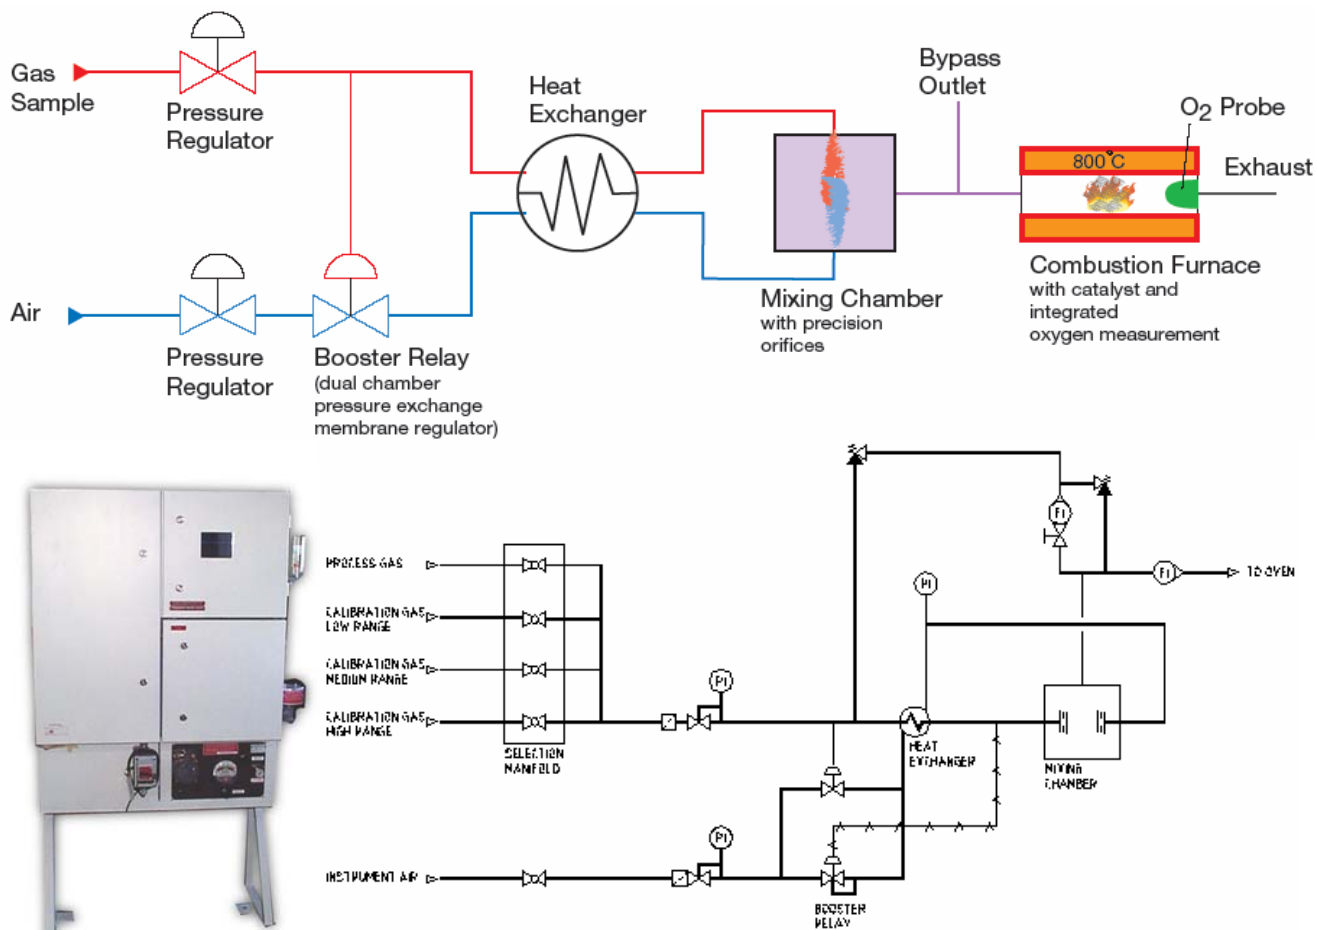 Gas
Sample
Pressure
Regulator
Heat
Exchanger
Bypass
Outlet
O2 Probe
800°C
Exhaust
Air
Pressure
Regulator
Booster Relay
(dual chamber
pressure exchange
membrane regulator)
Mixing Chamber
with precision
orifices
Combustion Furnace
with catalyst and
integrated
oxygen measurement
PROCESS GAS
CALIBRATION GAS
LOW RANGE
CALIBRATION GAS
MEDIUM RANGE
CALIBRATION GAS
HIGH RANGE
SELECTION
MANIFOLD
PI
PI
FI
FI
TO OVEN
HEAT
EXCHANGER
MIXING
CHAMBER
INSTRUMENT AIR
PI
BOOSTER
RELAY